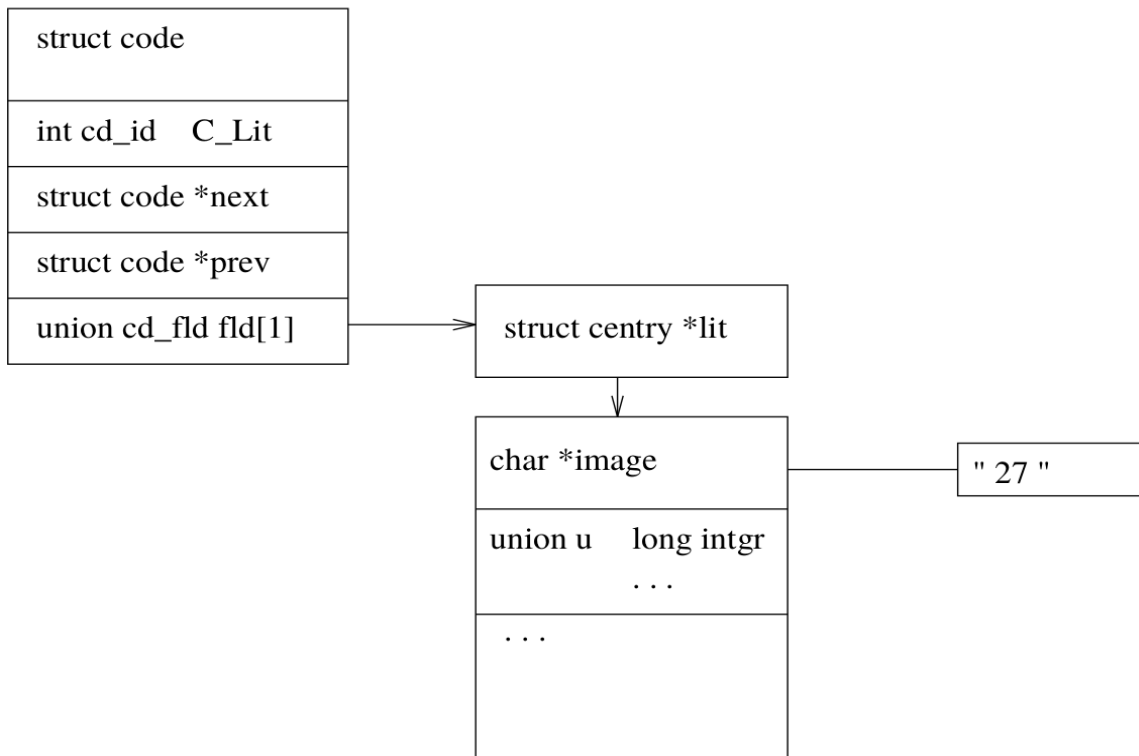 struct code
int cd_id C_Lit
struct code *next
struct code *prev
union cd_fld fld[1]
struct centry *lit
char *image
" 27 "
union u long intgr
. . .
. . .